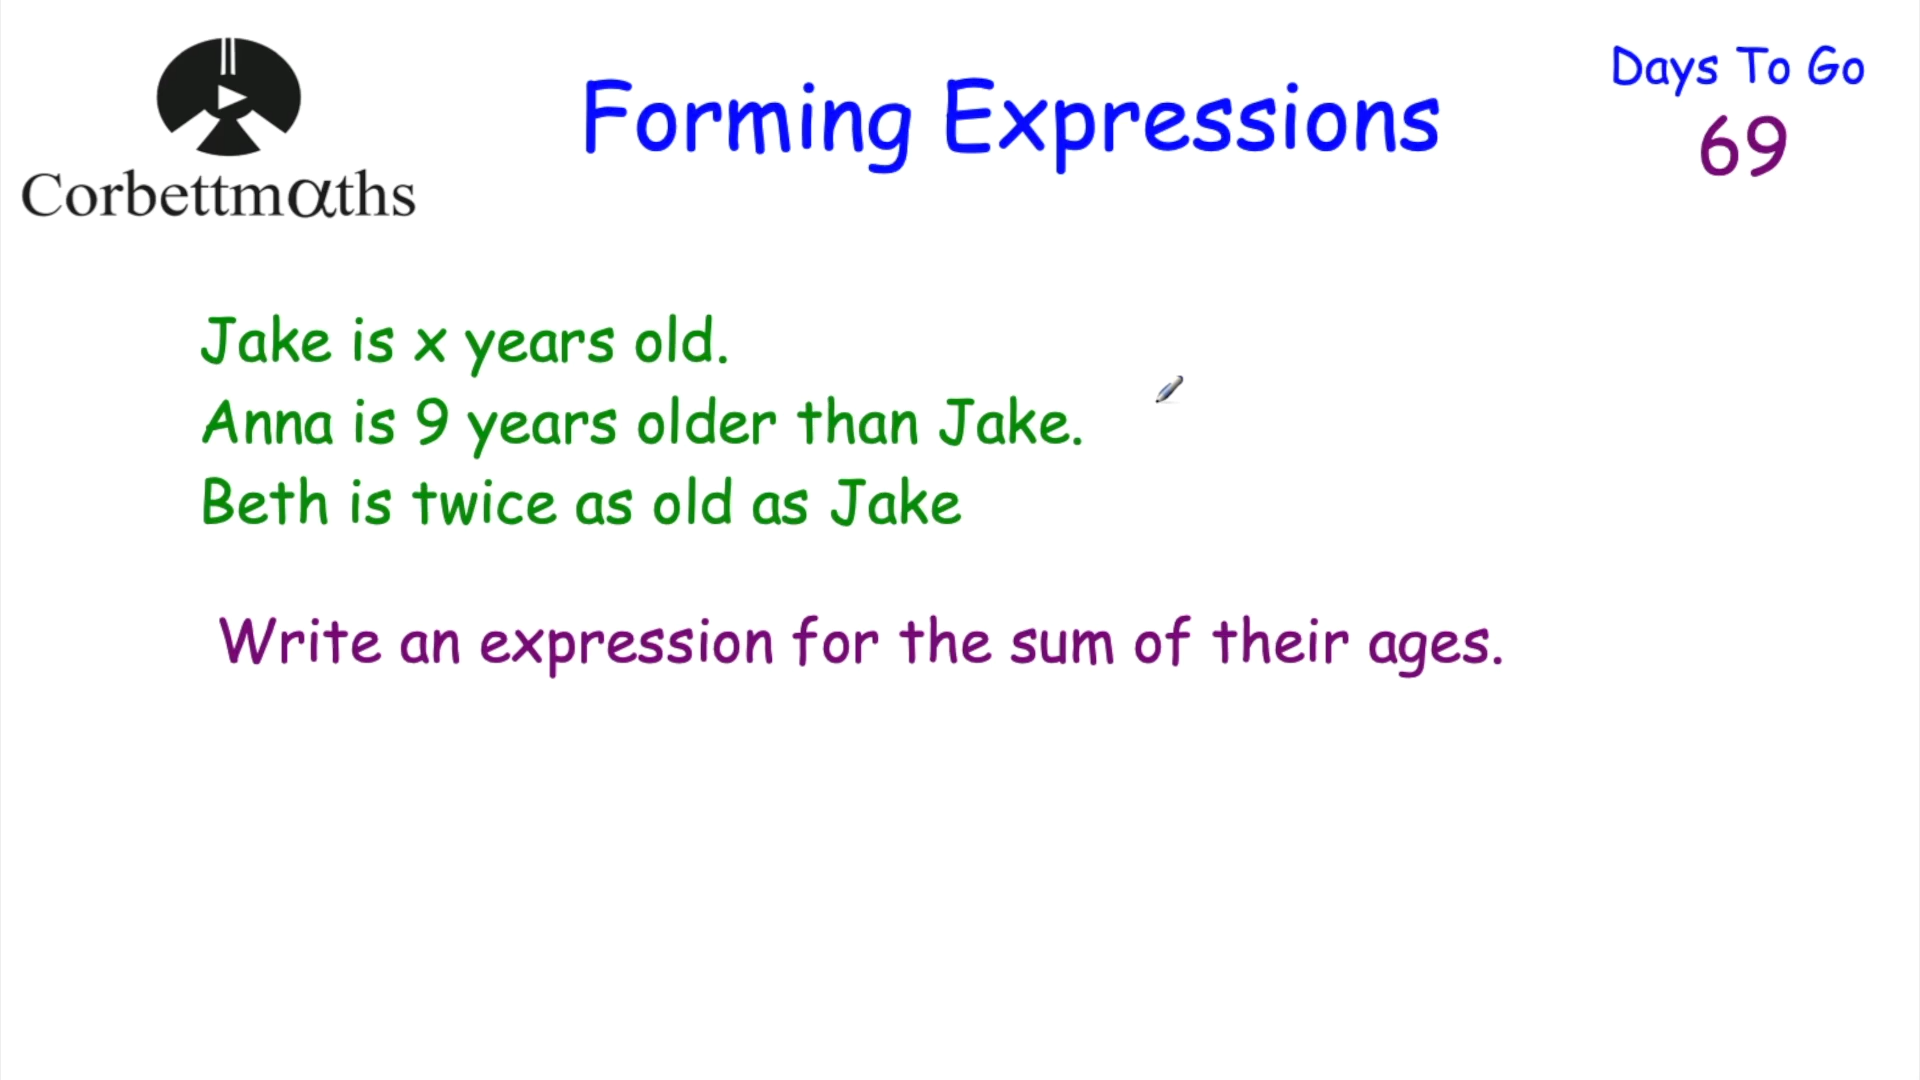 Corbettmαths
Forming Expressions
Days To Go
69
Jake is x years old.
Anna is 9 years older than Jake.
Beth is twice as old as Jake
Write an expression for the sum of their ages.